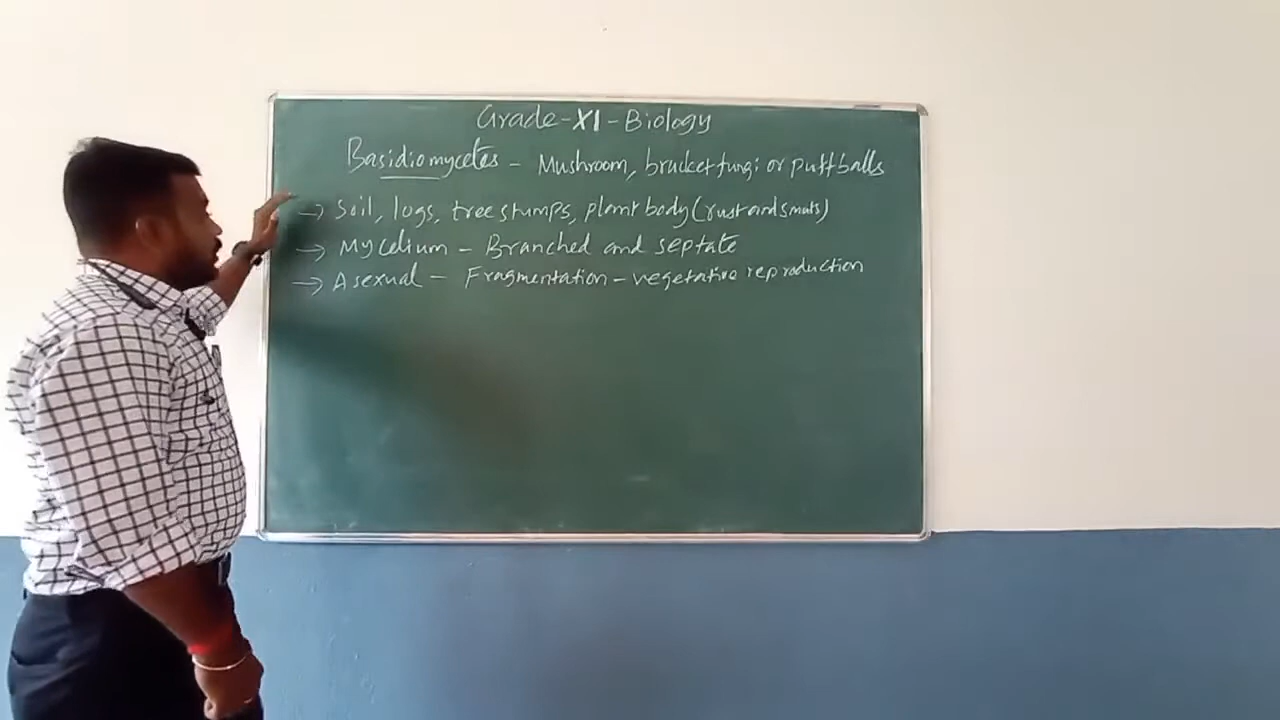 Grade-XI-Biology
Basidiomycetes - Mushroom, bracket fungi or puffballs
→ Soil, logs, tree stumps, plant body (rust and smuts)
→ Mycelium - Branched and septate
→ Asexual - Fragmentation - vegetative reproduction